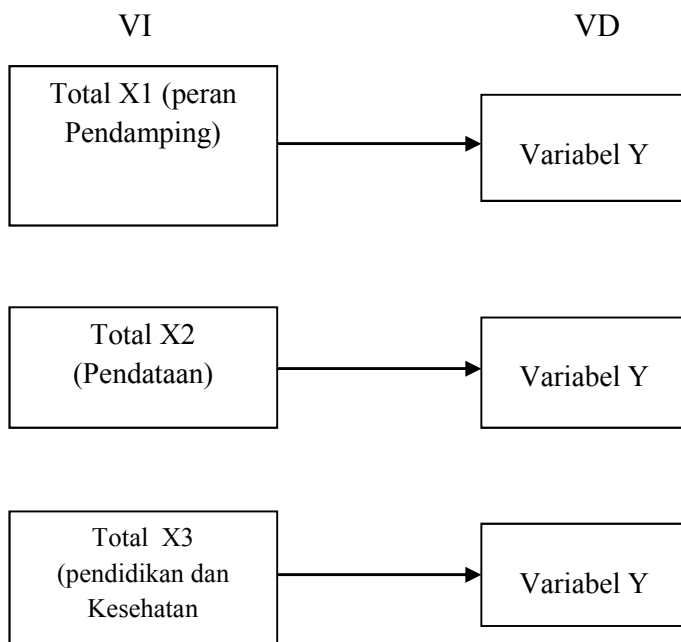 VI
VD
Total X1 (peran
Pendamping)
Variabel Y
Total X2
(Pendataan)
Variabel Y
Total X3
(pendidikan dan
Kesehatan
Variabel Y